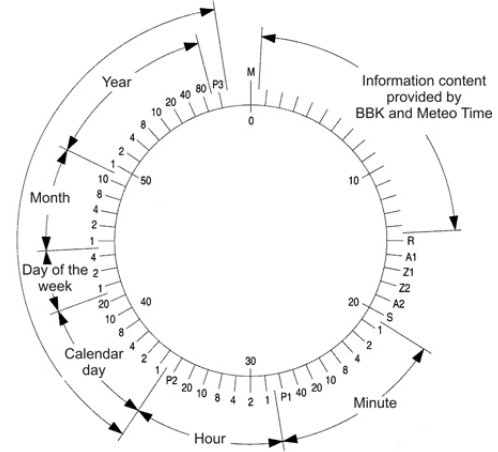 M
0
Information content
provided by
BBK and Meteo Time
10
R
A1
Z1
Z2
A2
S
20
1
2
4
8
10
20
40
P1
Minute
30
1
2
4
8
10
20
P2
Hour
1
2
4
8
10
20
Calendar
day
40
1
2
4
Day of the
week
1
2
4
8
10
Month
50
1
2
4
8
10
20
40
80
P3
Year